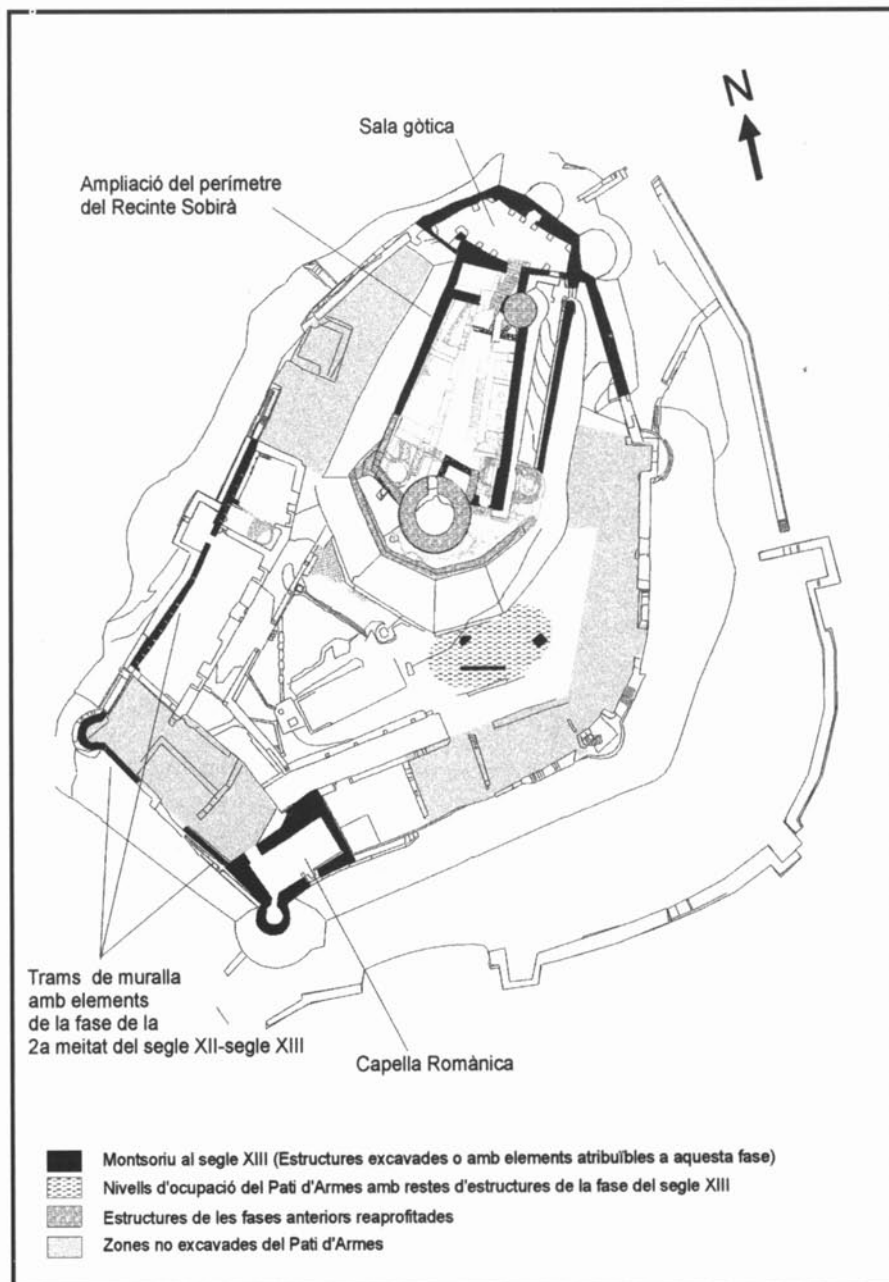 N
Sala gòtica
Ampliació del perímetre
del Recinte Sobirà
Trams de muralla
amb elements
de la fase de la
2a meitat del segle XII-segle XIII
Capella Romànica
Montsoriu al segle XIII (Estructures excavades o amb elements atribuïbles a aquesta fase)
Nivells d'ocupació del Pati d'Armes amb restes d'estructures de la fase del segle XIII
Estructures de les fases anteriors reaprofitades
Zones no excavades del Pati d'Armes